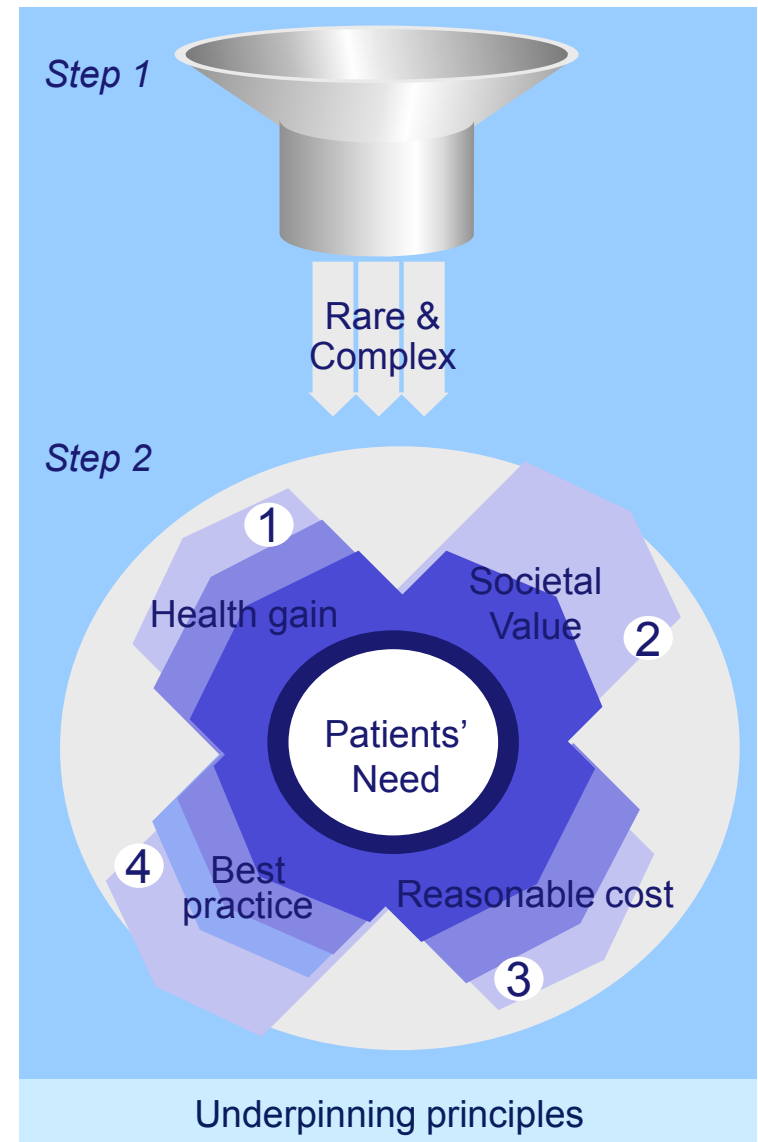 Step 1
Rare &
Complex
Step 2
1
Health gain
Societal
Value
2
Patients’
Need
4
Best
practice
Reasonable cost
3
Underpinning principles